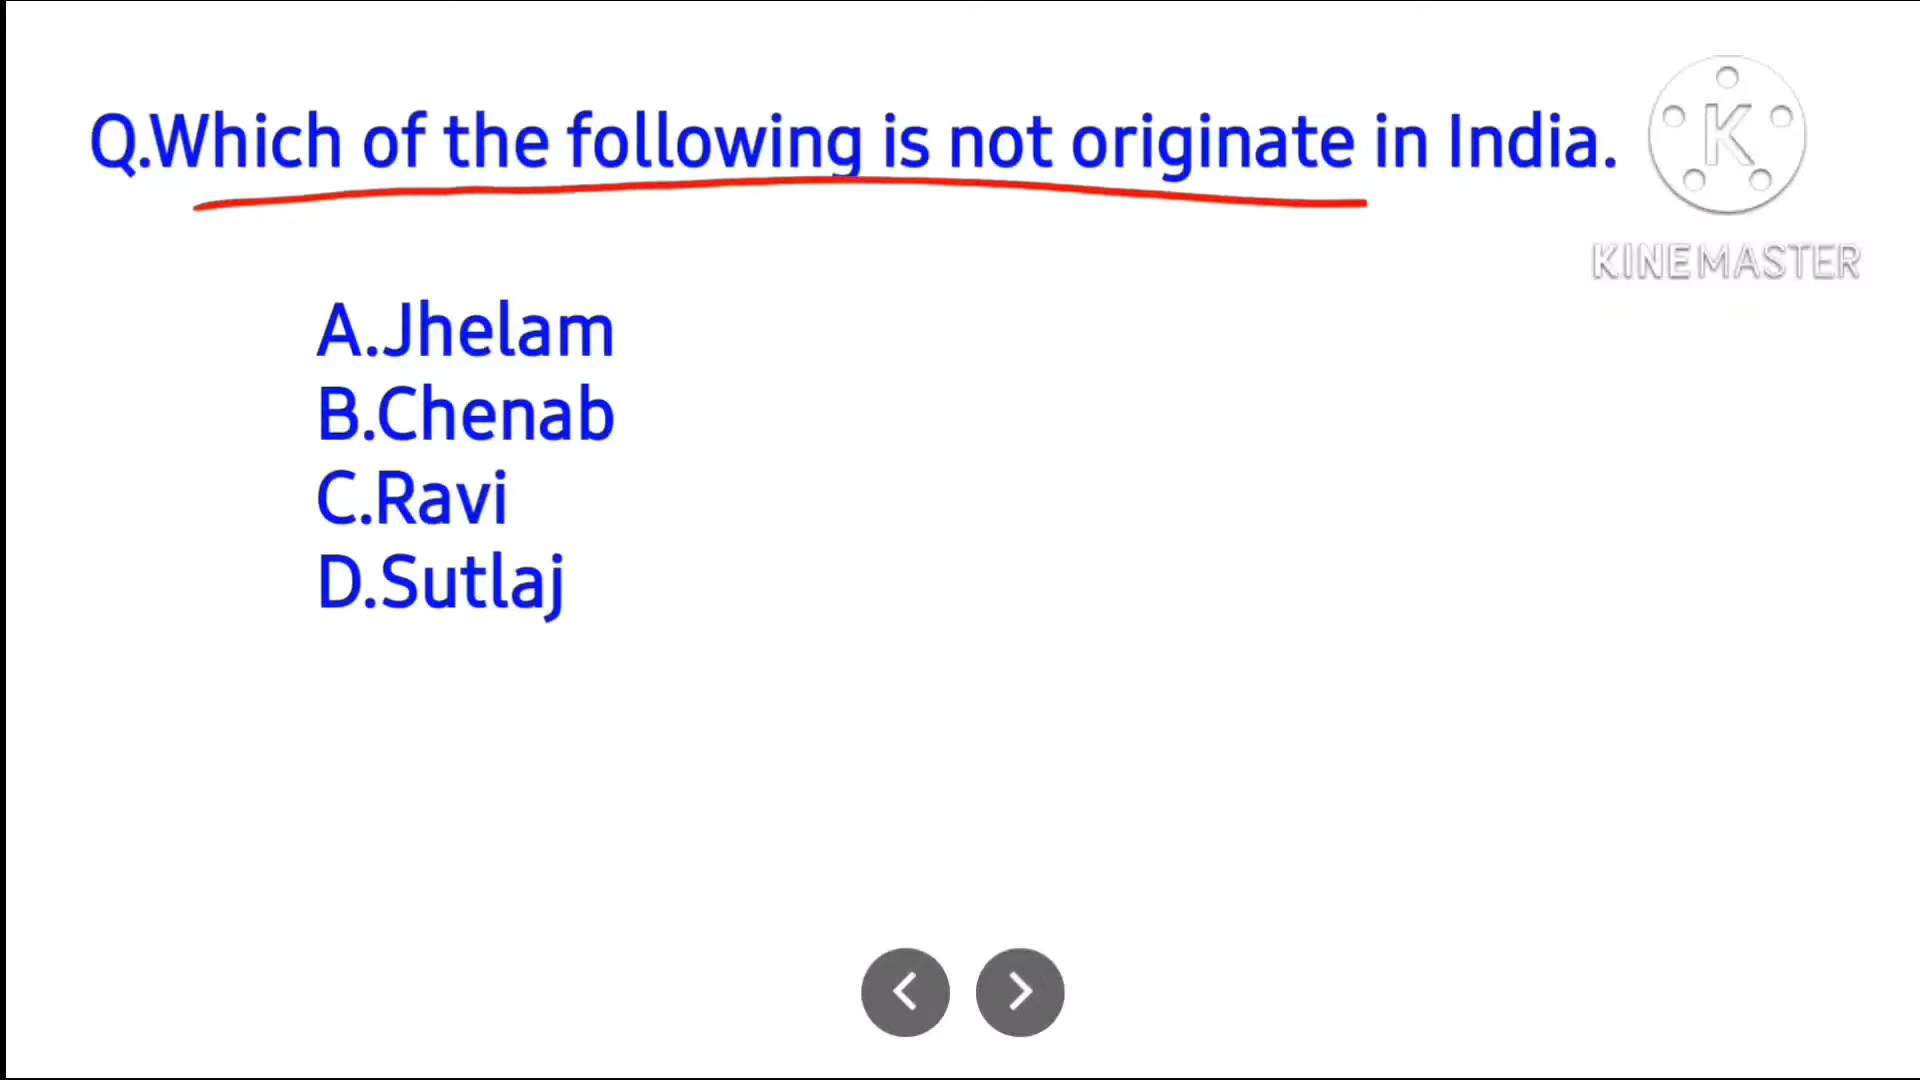 Q.Which of the following is not originate in India.
K
KINEMASTER
A.Jhelam
B.Chenab
C.Ravi
D.Sutlaj